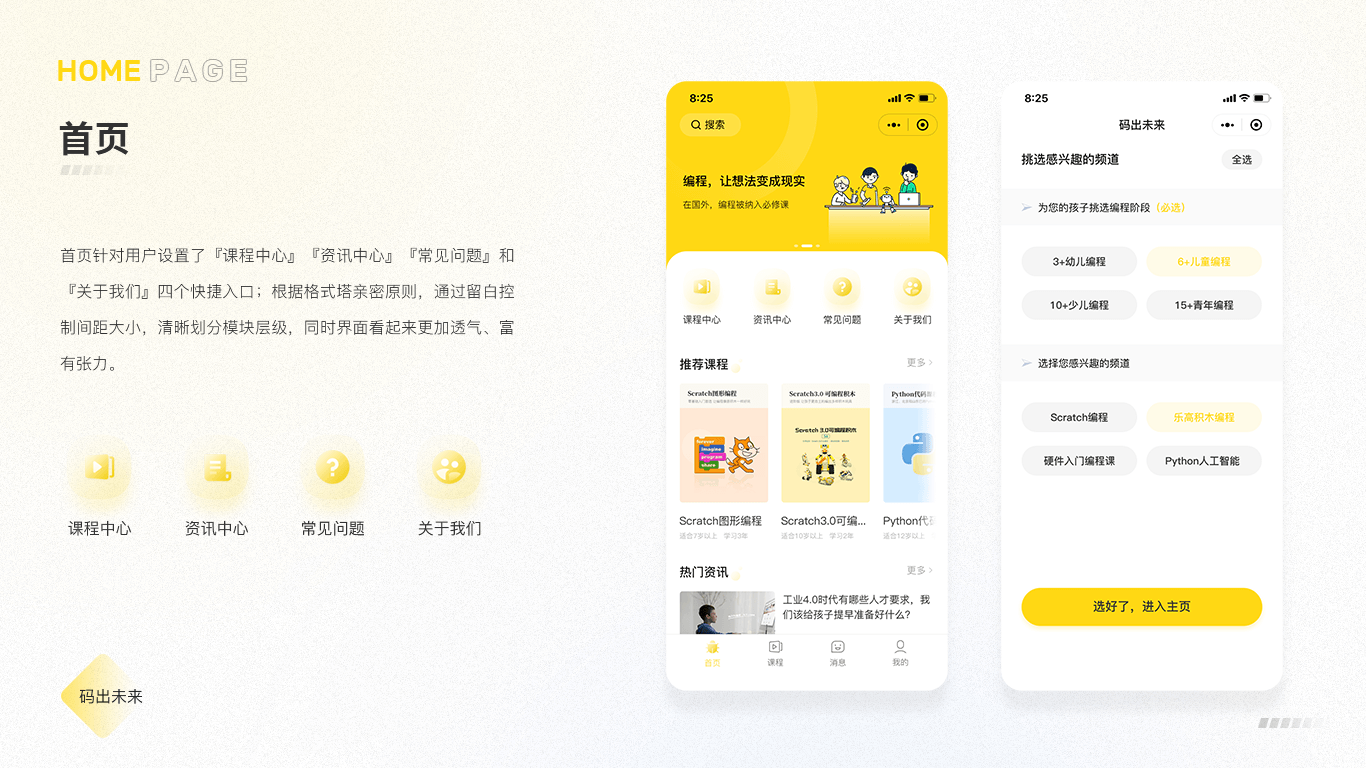 HOME PAGE
首页
首页针对用户设置了『课程中心』『资讯中心』『常见问题』和
『关于我们』四个快捷入口；根据格式塔亲密原则，通过留白控
制间距大小，清晰划分模块层级，同时界面看起来更加透气、富
有张力。
课程中心 资讯中心 常见问题 关于我们
码出未来
8:25
搜索
编程，让想法变成现实
在国外，编程被纳入必修课
课程中心 资讯中心 常见问题 关于我们
推荐课程 更多
Scratch图形编程 Scratch3.0 可编程积木 Python代码
forever
imagine
program
share
Scratch 3.0可编程积木
Scratch图形编程 Scratch3.0可编... Python代
适合7岁以上 学习3年 适合10岁以上 学习2年 适合12岁以上
热门资讯 更多
工业4.0时代有哪些人才要求，我
们该给孩子提早准备好什么？
首页 课程 消息 我的
8:25
码出未来
挑选感兴趣的频道 全选
为您的孩子挑选编程阶段（必选）
3+幼儿编程 6+儿童编程
10+少儿编程 15+青年编程
选择您感兴趣的频道
Scratch编程 乐高积木编程
硬件入门编程课 Python人工智能
选好了，进入主页